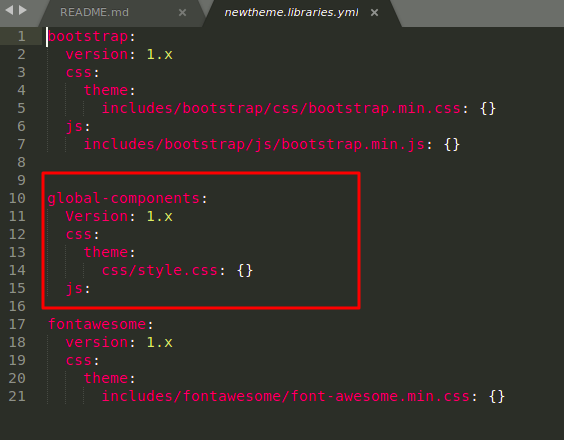 README.md × newtheme.libraries.yml ×
1 bootstrap:
2   version: 1.x
3   css:
4     theme:
5       includes/bootstrap/css/bootstrap.min.css: {}
6   js:
7     includes/bootstrap/js/bootstrap.min.js: {}
8
9
10 global-components:
11   Version: 1.x
12   css:
13     theme:
14       css/style.css: {}
15   js:
16
17 fontawesome:
18   version: 1.x
19   css:
20     theme:
21       includes/fontawesome/font-awesome.min.css: {}